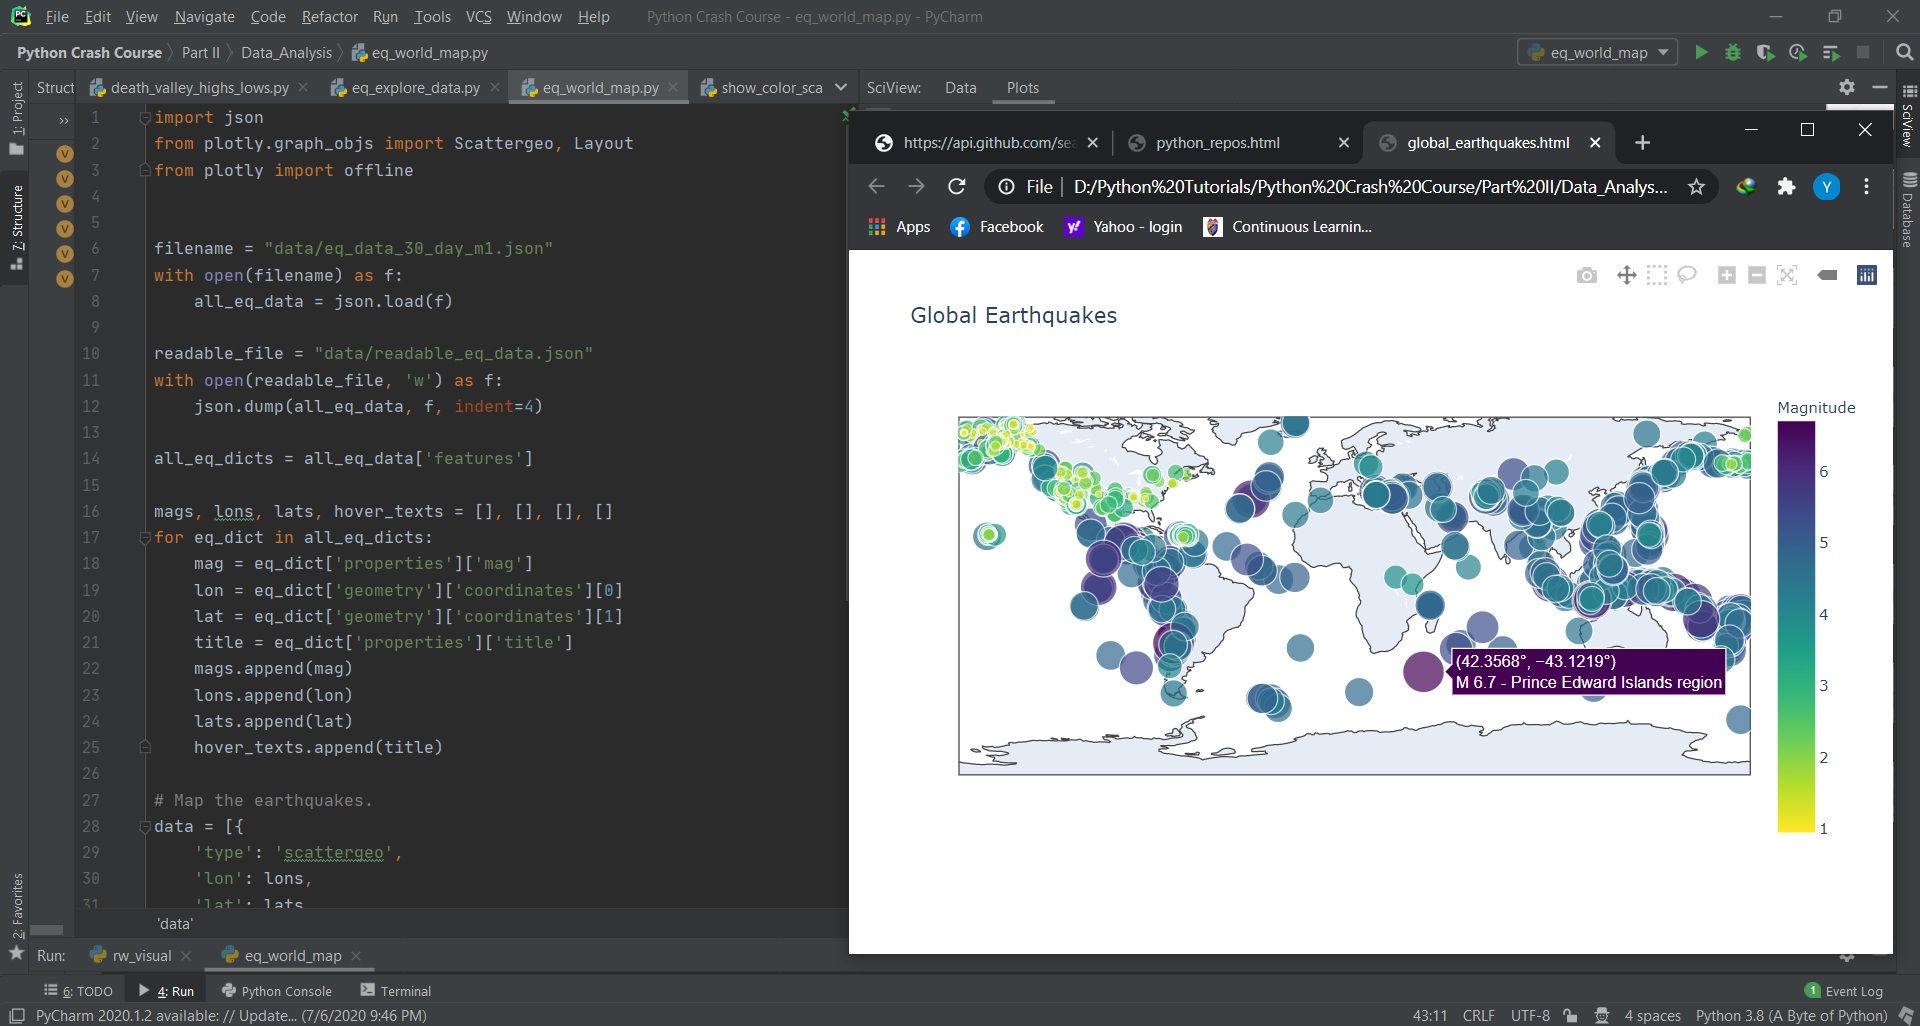 File Edit View Navigate Code Refactor Run Tools VCS Window Help Python Crash Course - eq_world_map.py - PyCharm
Python Crash Course Part II Data_Analysis eq_world_map.py eq_world_map
Struct death_valley_highs_lows.py eq_explore_data.py eq_world_map.py show_color_sca SciView: Data Plots
1: Project
7: Structure
2: Favorites
SciView
Database
1 import json
2 from plotly.graph_objs import Scattergeo, Layout
3 from plotly import offline
4
5
6 filename = "data/eq_data_30_day_m1.json"
7 with open(filename) as f:
8 all_eq_data = json.load(f)
9
10 readable_file = "data/readable_eq_data.json"
11 with open(readable_file, 'w') as f:
12 json.dump(all_eq_data, f, indent=4)
13
14 all_eq_dicts = all_eq_data['features']
15
16 mags, lons, lats, hover_texts = [], [], [], []
17 for eq_dict in all_eq_dicts:
18 mag = eq_dict['properties']['mag']
19 lon = eq_dict['geometry']['coordinates'][0]
20 lat = eq_dict['geometry']['coordinates'][1]
21 title = eq_dict['properties']['title']
22 mags.append(mag)
23 lons.append(lon)
24 lats.append(lat)
25 hover_texts.append(title)
26
27 # Map the earthquakes.
28 data = [{
29 'type': 'scattergeo',
30 'lon': lons,
31 'lat': lats
'data'
https://api.github.com/se python_repos.html global_earthquakes.html
File D:/Python%20Tutorials/Python%20Crash%20Course/Part%20II/Data_Analys... Y
Apps Facebook Yahoo - login Continuous Learnin...
Global Earthquakes
Magnitude
6
5
4
3
2
1
(42.3568°, −43.1219°)
M 6.7 - Prince Edward Islands region
Run: rw_visual eq_world_map
6: TODO 4: Run Python Console Terminal 1 Event Log
PyCharm 2020.1.2 available: // Update... (7/6/2020 9:46 PM) 43:11 CRLF UTF-8 4 spaces Python 3.8 (A Byte of Python)